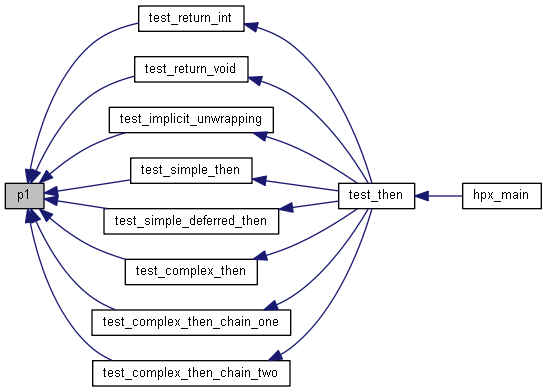 test_return_int
test_return_void
test_implicit_unwrapping
test_simple_then
p1
test_then
hpx_main
test_simple_deferred_then
test_complex_then
test_complex_then_chain_one
test_complex_then_chain_two